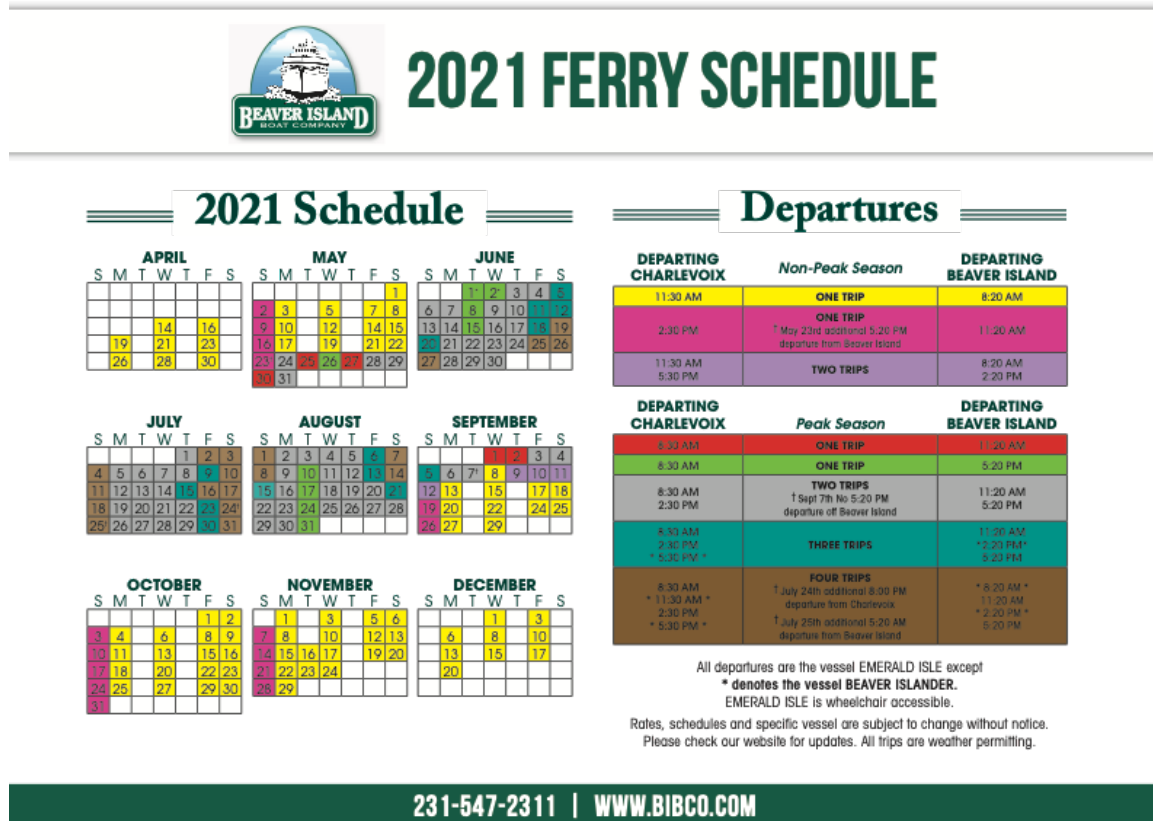 BEAVER ISLAND
BOAT COMPANY
2021 FERRY SCHEDULE
2021 Schedule
APRIL
S M T W T F S
14 16
19 21 23
26 28 30
MAY
S M T W T F S
1
2 3 5 7 8
9 10 12 14 15
16 17 19 21 22
23 24 25 26 27 28 29
30 31
JUNE
S M T W T F S
1* 2* 3 4 5
6 7 8 9 10 11 12
13 14 15 16 17 18 19
20 21 22 23 24 25 26
27 28 29 30
JULY
S M T W T F S
1 2 3
4 5 6 7 8 9 10
11 12 13 14 15 16 17
18 19 20 21 22 23 24†
25† 26 27 28 29 30 31
AUGUST
S M T W T F S
1 2 3 4 5 6 7
8 9 10 11 12 13 14
15 16 17 18 19 20 21
22 23 24 25 26 27 28
29 30 31
SEPTEMBER
S M T W T F S
1 2 3 4
5 6 7† 8 9 10 11
12 13 15 17 18
19 20 22 24 25
26 27 29
OCTOBER
S M T W T F S
1 2
3 4 6 8 9
10 11 13 15 16
17 18 20 22 23
24 25 27 29 30
31
NOVEMBER
S M T W T F S
1 3 5 6
7 8 10 12 13
14 15 16 17 19 20
21 22 23 24
28 29
DECEMBER
S M T W T F S
1 3
6 8 10
13 15 17
20
Departures
DEPARTING CHARLEVOIX Non-Peak Season DEPARTING BEAVER ISLAND
11:30 AM ONE TRIP 8:20 AM
ONE TRIP
2:30 PM † May 23rd additional 5:20 PM 11:20 AM
departure from Beaver Island
11:30 AM TWO TRIPS 8:20 AM
5:30 PM 2:20 PM
DEPARTING CHARLEVOIX Peak Season DEPARTING BEAVER ISLAND
8:30 AM ONE TRIP 11:20 AM
8:30 AM ONE TRIP 5:20 PM
TWO TRIPS
8:30 AM † Sept 7th No 5:20 PM 11:20 AM
2:30 PM departure off Beaver Island 5:20 PM
8:30 AM 11:20 AM
2:30 PM THREE TRIPS *2:20 PM*
* 5:30 PM * 5:20 PM
FOUR TRIPS
8:30 AM † July 24th additional 8:00 PM * 8:20 AM *
* 11:30 AM * departure from Charlevoix 11:20 AM
2:30 PM † July 25th additional 5:20 AM * 2:20 PM *
* 5:30 PM * departure from Beaver Island 5:20 PM
All departures are the vessel EMERALD ISLE except
* denotes the vessel BEAVER ISLANDER.
EMERALD ISLE is wheelchair accessible.
Rates, schedules and specific vessel are subject to change without notice.
Please check our website for updates. All trips are weather permitting.
231-547-2311 | WWW.BIBCO.COM